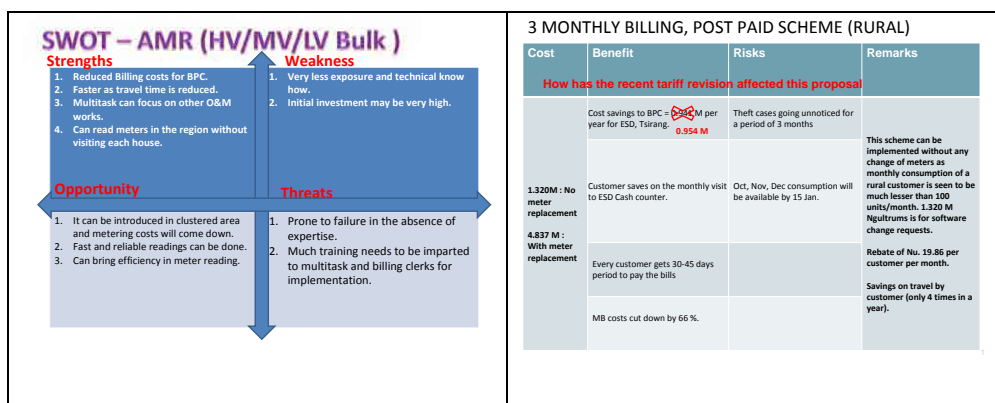 SWOT – AMR (HV/MV/LV Bulk )
Strengths
1. Reduced Billing costs for BPC.
2. Faster as travel time is reduced.
3. Multitask can focus on other O&M
works.
4. Can read meters in the region without
visiting each house.
Weakness
1. Very less exposure and technical know
how.
2. Initial investment may be very high.
Opportunity
1. It can be introduced in clustered area
and metering costs will come down.
2. Fast and reliable readings can be done.
3. Can bring efficiency in meter reading.
Threats
1. Prone to failure in the absence of
expertise.
2. Much training needs to be imparted
to multitask and billing clerks for
implementation.
3 MONTHLY BILLING, POST PAID SCHEME (RURAL)
Cost Benefit Risks Remarks
How has the recent tariff revision affected this proposal
1.320M : No
meter
replacement
4.837 M :
With meter
replacement
Cost savings to BPC = M per
year for ESD, Tsirang.
0.954 M
Customer saves on the monthly visit
to ESD Cash counter.
Every customer gets 30-45 days
period to pay the bills
MB costs cut down by 66 %.
Theft cases going unnoticed for
a period of 3 months
Oct, Nov, Dec consumption will
be available by 15 Jan.
This scheme can be
implemented without any
change of meters as
monthly consumption of a
rural customer is seen to be
much lesser than 100
units/month. 1.320 M
Ngultrums is for software
change requests.
Rebate of Nu. 19.86 per
customer per month.
Savings on travel by
customer (only 4 times in a
year).
1